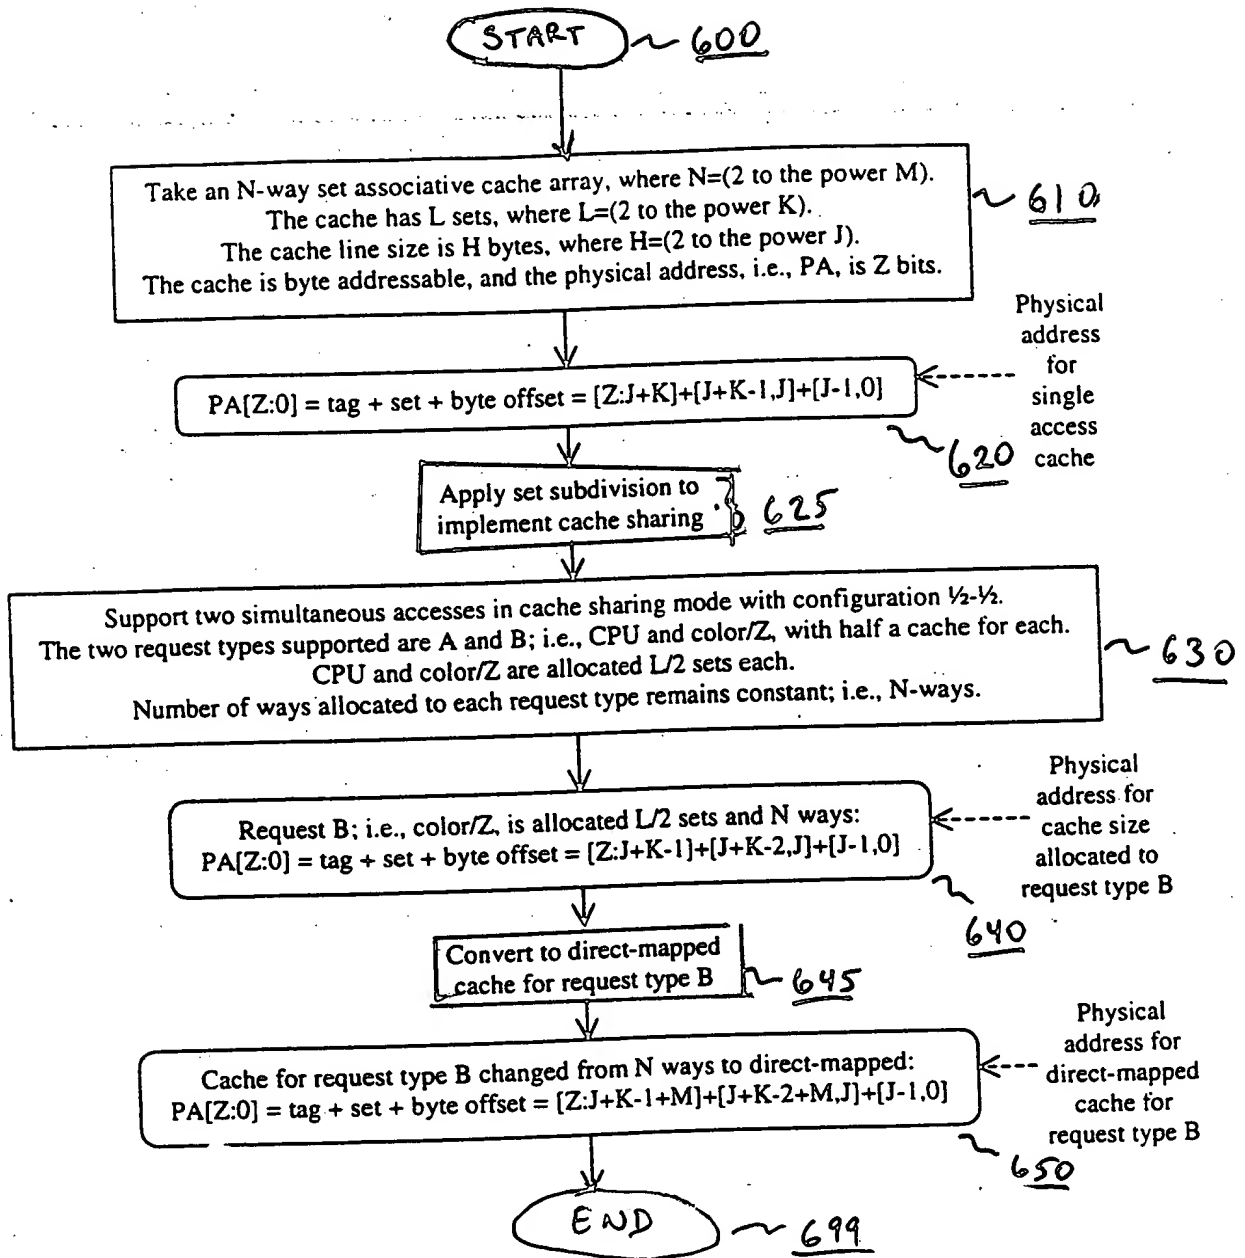 START 600
Take an N-way set associative cache array, where N=(2 to the power M).
The cache has L sets, where L=(2 to the power K).
The cache line size is H bytes, where H=(2 to the power J).
The cache is byte addressable, and the physical address, i.e., PA, is Z bits.
610
Physical
address
for
single
access
cache
PA[Z:0] = tag + set + byte offset = [Z:J+K]+[J+K-1,J]+[J-1,0]
620
Apply set subdivision to
implement cache sharing
625
Support two simultaneous accesses in cache sharing mode with configuration ½-½.
The two request types supported are A and B; i.e., CPU and color/Z, with half a cache for each.
CPU and color/Z are allocated L/2 sets each.
Number of ways allocated to each request type remains constant; i.e., N-ways.
630
Physical
address for
cache size
allocated to
request type B
Request B; i.e., color/Z, is allocated L/2 sets and N ways:
PA[Z:0] = tag + set + byte offset = [Z:J+K-1]+[J+K-2,J]+[J-1,0]
640
Convert to direct-mapped
cache for request type B
645
Physical
address for
direct-mapped
cache for
request type B
Cache for request type B changed from N ways to direct-mapped:
PA[Z:0] = tag + set + byte offset = [Z:J+K-1+M]+[J+K-2+M,J]+[J-1,0]
650
END 699